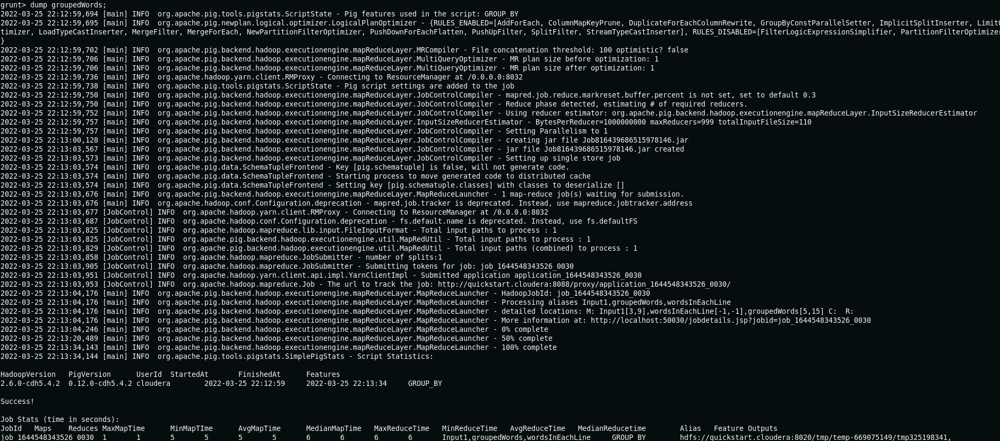 grunt> dump groupedWords;
2022-03-25 22:12:59,694 [main] INFO  org.apache.pig.tools.pigstats.ScriptState - Pig features used in the script: GROUP_BY
2022-03-25 22:12:59,695 [main] INFO  org.apache.pig.newplan.logical.optimizer.LogicalPlanOptimizer - {RULES_ENABLED=[AddForEach, ColumnMapKeyPrune, DuplicateForEachColumnRewrite, GroupByConstParallelSetter, ImplicitSplitInserter, LimitO
timizer, LoadTypeCastInserter, MergeFilter, MergeForEach, NewPartitionFilterOptimizer, PushDownForEachFlatten, PushUpFilter, SplitFilter, StreamTypeCastInserter], RULES_DISABLED=[FilterLogicExpressionSimplifier, PartitionFilterOptimizer
}
2022-03-25 22:12:59,702 [main] INFO  org.apache.pig.backend.hadoop.executionengine.mapReduceLayer.MRCompiler - File concatenation threshold: 100 optimistic? false
2022-03-25 22:12:59,706 [main] INFO  org.apache.pig.backend.hadoop.executionengine.mapReduceLayer.MultiQueryOptimizer - MR plan size before optimization: 1
2022-03-25 22:12:59,706 [main] INFO  org.apache.pig.backend.hadoop.executionengine.mapReduceLayer.MultiQueryOptimizer - MR plan size after optimization: 1
2022-03-25 22:12:59,736 [main] INFO  org.apache.hadoop.yarn.client.RMProxy - Connecting to ResourceManager at /0.0.0.0:8032
2022-03-25 22:12:59,738 [main] INFO  org.apache.pig.tools.pigstats.ScriptState - Pig script settings are added to the job
2022-03-25 22:12:59,750 [main] INFO  org.apache.pig.backend.hadoop.executionengine.mapReduceLayer.JobControlCompiler - mapred.job.reduce.markreset.buffer.percent is not set, set to default 0.3
2022-03-25 22:12:59,750 [main] INFO  org.apache.pig.backend.hadoop.executionengine.mapReduceLayer.JobControlCompiler - Reduce phase detected, estimating # of required reducers.
2022-03-25 22:12:59,752 [main] INFO  org.apache.pig.backend.hadoop.executionengine.mapReduceLayer.JobControlCompiler - Using reducer estimator: org.apache.pig.backend.hadoop.executionengine.mapReduceLayer.InputSizeReducerEstimator
2022-03-25 22:12:59,757 [main] INFO  org.apache.pig.backend.hadoop.executionengine.mapReduceLayer.InputSizeReducerEstimator - BytesPerReducer=1000000000 maxReducers=999 totalInputFileSize=110
2022-03-25 22:12:59,757 [main] INFO  org.apache.pig.backend.hadoop.executionengine.mapReduceLayer.JobControlCompiler - Setting Parallelism to 1
2022-03-25 22:13:00,128 [main] INFO  org.apache.pig.backend.hadoop.executionengine.mapReduceLayer.JobControlCompiler - creating jar file Job816439686515978146.jar
2022-03-25 22:13:03,567 [main] INFO  org.apache.pig.backend.hadoop.executionengine.mapReduceLayer.JobControlCompiler - jar file Job816439686515978146.jar created
2022-03-25 22:13:03,573 [main] INFO  org.apache.pig.backend.hadoop.executionengine.mapReduceLayer.JobControlCompiler - Setting up single store job
2022-03-25 22:13:03,574 [main] INFO  org.apache.pig.data.SchemaTupleFrontend - Key [pig.schematuple] is false, will not generate code.
2022-03-25 22:13:03,574 [main] INFO  org.apache.pig.data.SchemaTupleFrontend - Starting process to move generated code to distributed cache
2022-03-25 22:13:03,574 [main] INFO  org.apache.pig.data.SchemaTupleFrontend - Setting key [pig.schematuple.classes] with classes to deserialize []
2022-03-25 22:13:03,676 [main] INFO  org.apache.pig.backend.hadoop.executionengine.mapReduceLayer.MapReduceLauncher - 1 map-reduce job(s) waiting for submission.
2022-03-25 22:13:03,676 [main] INFO  org.apache.hadoop.conf.Configuration.deprecation - mapred.job.tracker is deprecated. Instead, use mapreduce.jobtracker.address
2022-03-25 22:13:03,677 [JobControl] INFO  org.apache.hadoop.yarn.client.RMProxy - Connecting to ResourceManager at /0.0.0.0:8032
2022-03-25 22:13:03,687 [JobControl] INFO  org.apache.hadoop.conf.Configuration.deprecation - fs.default.name is deprecated. Instead, use fs.defaultFS
2022-03-25 22:13:03,825 [JobControl] INFO  org.apache.hadoop.mapreduce.lib.input.FileInputFormat - Total input paths to process : 1
2022-03-25 22:13:03,825 [JobControl] INFO  org.apache.pig.backend.hadoop.executionengine.util.MapRedUtil - Total input paths to process : 1
2022-03-25 22:13:03,829 [JobControl] INFO  org.apache.pig.backend.hadoop.executionengine.util.MapRedUtil - Total input paths (combined) to process : 1
2022-03-25 22:13:03,858 [JobControl] INFO  org.apache.hadoop.mapreduce.JobSubmitter - number of splits:1
2022-03-25 22:13:03,905 [JobControl] INFO  org.apache.hadoop.mapreduce.JobSubmitter - Submitting tokens for job: job_1644548343526_0030
2022-03-25 22:13:03,951 [JobControl] INFO  org.apache.hadoop.yarn.client.api.impl.YarnClientImpl - Submitted application application_1644548343526_0030
2022-03-25 22:13:03,953 [JobControl] INFO  org.apache.hadoop.mapreduce.Job - The url to track the job: http://quickstart.cloudera:8088/proxy/application_1644548343526_0030/
2022-03-25 22:13:04,176 [main] INFO  org.apache.pig.backend.hadoop.executionengine.mapReduceLayer.MapReduceLauncher - HadoopJobId: job_1644548343526_0030
2022-03-25 22:13:04,176 [main] INFO  org.apache.pig.backend.hadoop.executionengine.mapReduceLayer.MapReduceLauncher - Processing aliases Input1,groupedWords,wordsInEachLine
2022-03-25 22:13:04,176 [main] INFO  org.apache.pig.backend.hadoop.executionengine.mapReduceLayer.MapReduceLauncher - detailed locations: M: Input1[3,9],wordsInEachLine[-1,-1],groupedWords[5,15] C:  R:
2022-03-25 22:13:04,176 [main] INFO  org.apache.pig.backend.hadoop.executionengine.mapReduceLayer.MapReduceLauncher - More information at: http://localhost:50030/jobdetails.jsp?jobid=job_1644548343526_0030
2022-03-25 22:13:04,246 [main] INFO  org.apache.pig.backend.hadoop.executionengine.mapReduceLayer.MapReduceLauncher - 0% complete
2022-03-25 22:13:20,489 [main] INFO  org.apache.pig.backend.hadoop.executionengine.mapReduceLayer.MapReduceLauncher - 50% complete
2022-03-25 22:13:34,143 [main] INFO  org.apache.pig.backend.hadoop.executionengine.mapReduceLayer.MapReduceLauncher - 100% complete
2022-03-25 22:13:34,144 [main] INFO  org.apache.pig.tools.pigstats.SimplePigStats - Script Statistics:
HadoopVersion   PigVersion      UserId  StartedAt       FinishedAt      Features
2.6.0-cdh5.4.2  0.12.0-cdh5.4.2 cloudera        2022-03-25 22:12:59     2022-03-25 22:13:34     GROUP_BY
Success!
Job Stats (time in seconds):
JobId   Maps    Reduces MaxMapTime      MinMapTIme      AvgMapTime      MedianMapTime   MaxReduceTime   MinReduceTime   AvgReduceTime   MedianReducetime        Alias   Feature Outputs
job_1644548343526_0030  1       1       5       5       5       5       6       6       6       6       Input1,groupedWords,wordsInEachLine     GROUP_BY        hdfs://quickstart.cloudera:8020/tmp/temp-669075149/tmp325198341,